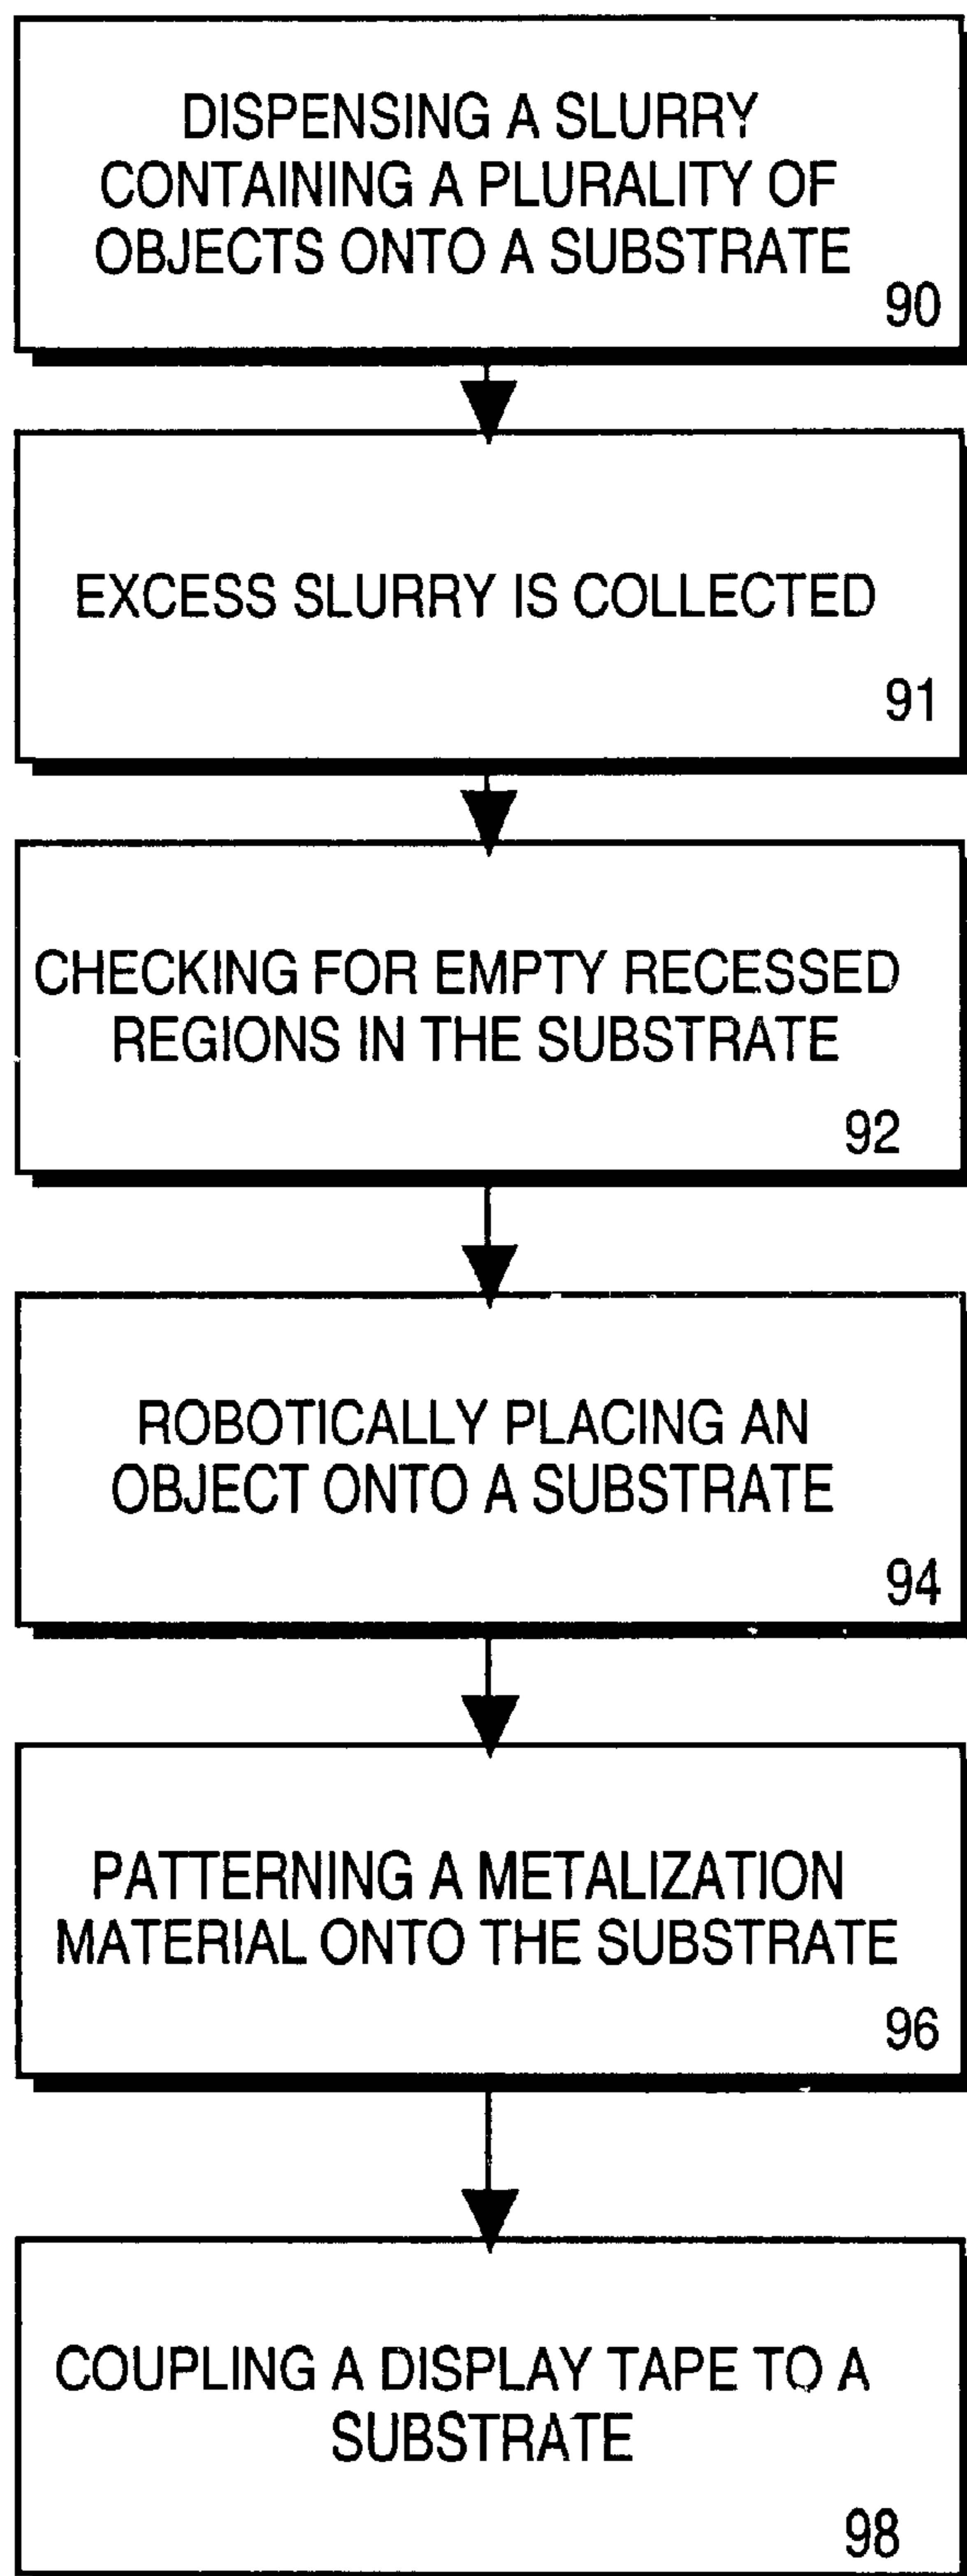 DISPENSING A SLURRY
CONTAINING A PLURALITY OF
OBJECTS ONTO A SUBSTRATE
90
EXCESS SLURRY IS COLLECTED
91
CHECKING FOR EMPTY RECESSED
REGIONS IN THE SUBSTRATE
92
ROBOTICALLY PLACING AN
OBJECT ONTO A SUBSTRATE
94
PATTERNING A METALIZATION
MATERIAL ONTO THE SUBSTRATE
96
COUPLING A DISPLAY TAPE TO A
SUBSTRATE
98